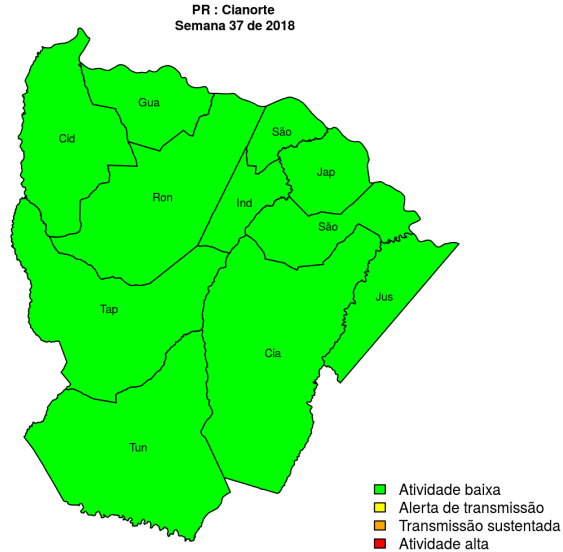 PR : Cianorte
Semana 37 de 2018
Gua
São
Cid
Jap
Ron
Ind
São
Jus
Tap
Cia
Tun
Atividade baixa
Alerta de transmissão
Transmissão sustentada
Atividade alta